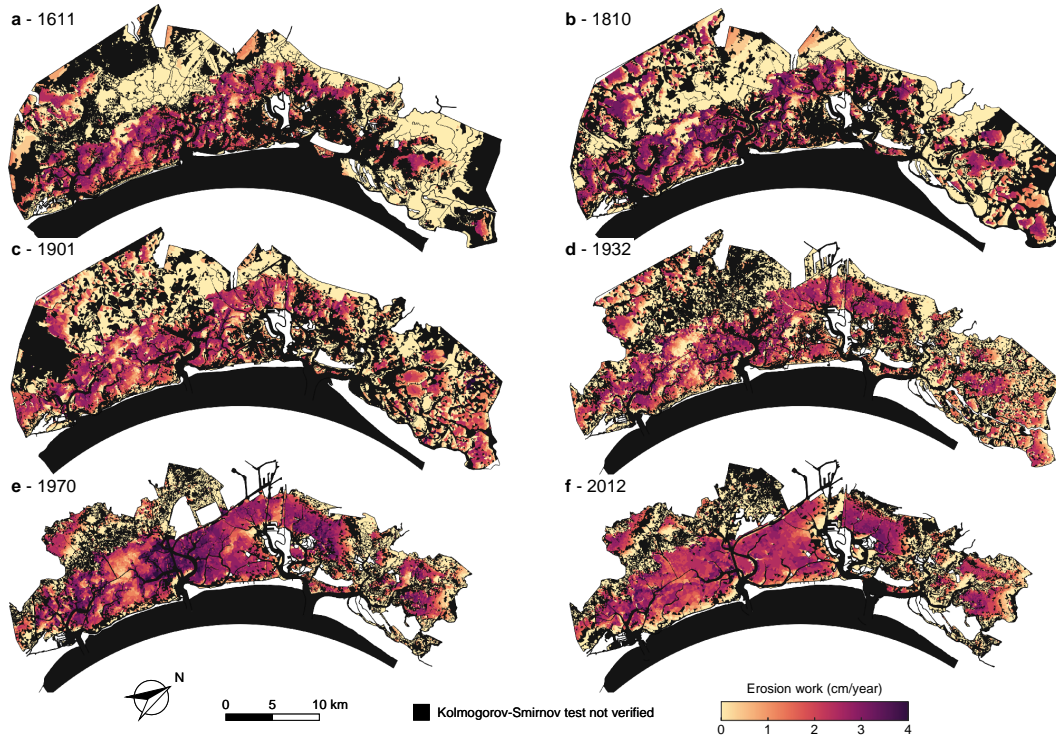 a - 1611
b - 1810
c - 1901
d - 1932
e - 1970
f - 2012
N
0 5 10 km
Kolmogorov-Smirnov test not verified
Erosion work (cm/year)
0 1 2 3 4